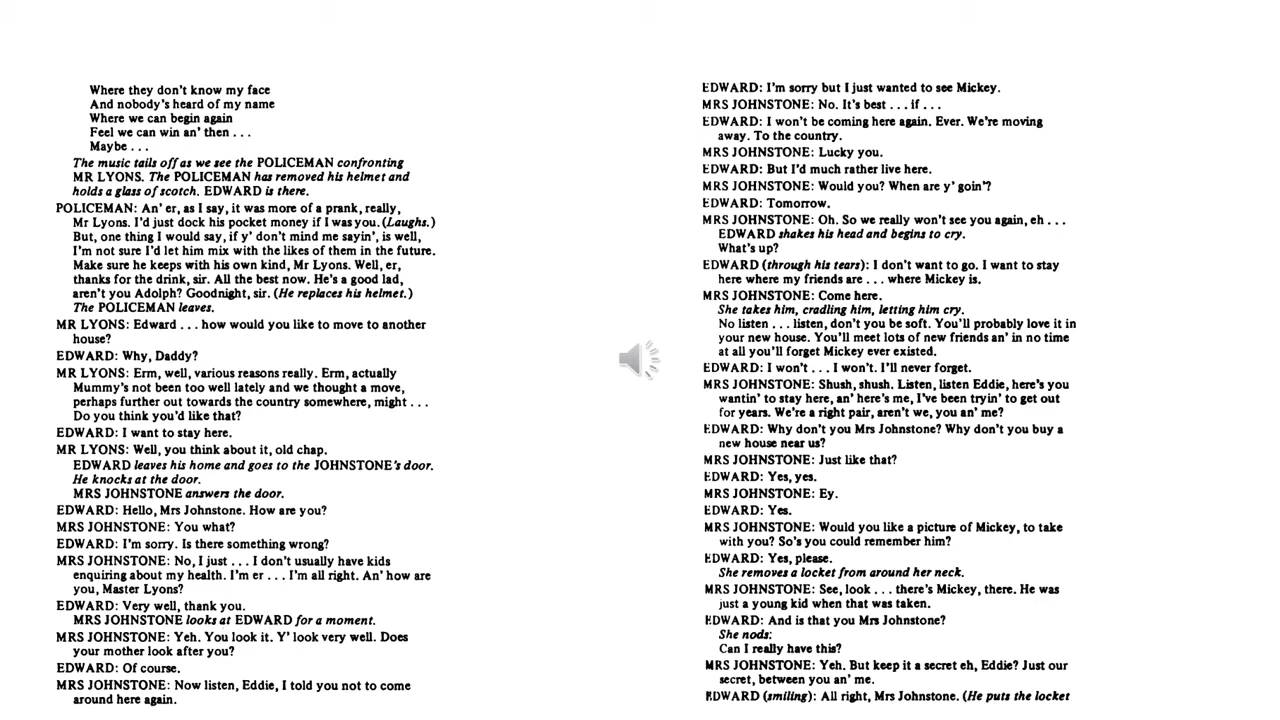 Where they don't know my face
And nobody's heard of my name
Where we can begin again
Feel we can win an' then . . .
Maybe . . .
The music tails off as we see the POLICEMAN confronting
MR LYONS. The POLICEMAN has removed his helmet and
holds a glass of scotch. EDWARD is there.
POLICEMAN: An' er, as I say, it was more of a prank, really,
Mr Lyons. I'd just dock his pocket money if I was you. (Laughs.)
But, one thing I would say, if y' don't mind me sayin', is well,
I'm not sure I'd let him mix with the likes of them in the future.
Make sure he keeps with his own kind, Mr Lyons. Well, er,
thanks for the drink, sir. All the best now. He's a good lad,
aren't you Adolph? Goodnight, sir. (He replaces his helmet.)
The POLICEMAN leaves.
MR LYONS: Edward . . . how would you like to move to another
house?
EDWARD: Why, Daddy?
MR LYONS: Erm, well, various reasons really. Erm, actually
Mummy's not been too well lately and we thought a move,
perhaps further out towards the country somewhere, might . . .
Do you think you'd like that?
EDWARD: I want to stay here.
MR LYONS: Well, you think about it, old chap.
EDWARD leaves his home and goes to the JOHNSTONE's door.
He knocks at the door.
MRS JOHNSTONE answers the door.
EDWARD: Hello, Mrs Johnstone. How are you?
MRS JOHNSTONE: You what?
EDWARD: I'm sorry. Is there something wrong?
MRS JOHNSTONE: No, I just . . . I don't usually have kids
enquiring about my health. I'm er . . . I'm all right. An' how are
you, Master Lyons?
EDWARD: Very well, thank you.
MRS JOHNSTONE looks at EDWARD for a moment.
MRS JOHNSTONE: Yeh. You look it. Y' look very well. Does
your mother look after you?
EDWARD: Of course.
MRS JOHNSTONE: Now listen, Eddie, I told you not to come
around here again.
EDWARD: I'm sorry but I just wanted to see Mickey.
MRS JOHNSTONE: No. It's best . . . if . . .
EDWARD: I won't be coming here again. Ever. We're moving
away. To the country.
MRS JOHNSTONE: Lucky you.
EDWARD: But I'd much rather live here.
MRS JOHNSTONE: Would you? When are y' goin'?
EDWARD: Tomorrow.
MRS JOHNSTONE: Oh. So we really won't see you again, eh . . .
EDWARD shakes his head and begins to cry.
What's up?
EDWARD (through his tears): I don't want to go. I want to stay
here where my friends are . . . where Mickey is.
MRS JOHNSTONE: Come here.
She takes him, cradling him, letting him cry.
No listen . . . listen, don't you be soft. You'll probably love it in
your new house. You'll meet lots of new friends an' in no time
at all you'll forget Mickey ever existed.
EDWARD: I won't . . . I won't. I'll never forget.
MRS JOHNSTONE: Shush, shush. Listen, listen Eddie, here's you
wantin' to stay here, an' here's me, I've been tryin' to get out
for years. We're a right pair, aren't we, you an' me?
EDWARD: Why don't you Mrs Johnstone? Why don't you buy a
new house near us?
MRS JOHNSTONE: Just like that?
EDWARD: Yes, yes.
MRS JOHNSTONE: Ey.
EDWARD: Yes.
MRS JOHNSTONE: Would you like a picture of Mickey, to take
with you? So's you could remember him?
EDWARD: Yes, please.
She removes a locket from around her neck.
MRS JOHNSTONE: See, look . . . there's Mickey, there. He was
just a young kid when that was taken.
EDWARD: And is that you Mrs Johnstone?
She nods:
Can I really have this?
MRS JOHNSTONE: Yeh. But keep it a secret eh, Eddie? Just our
secret, between you an' me.
EDWARD (smiling): All right, Mrs Johnstone. (He puts the locket